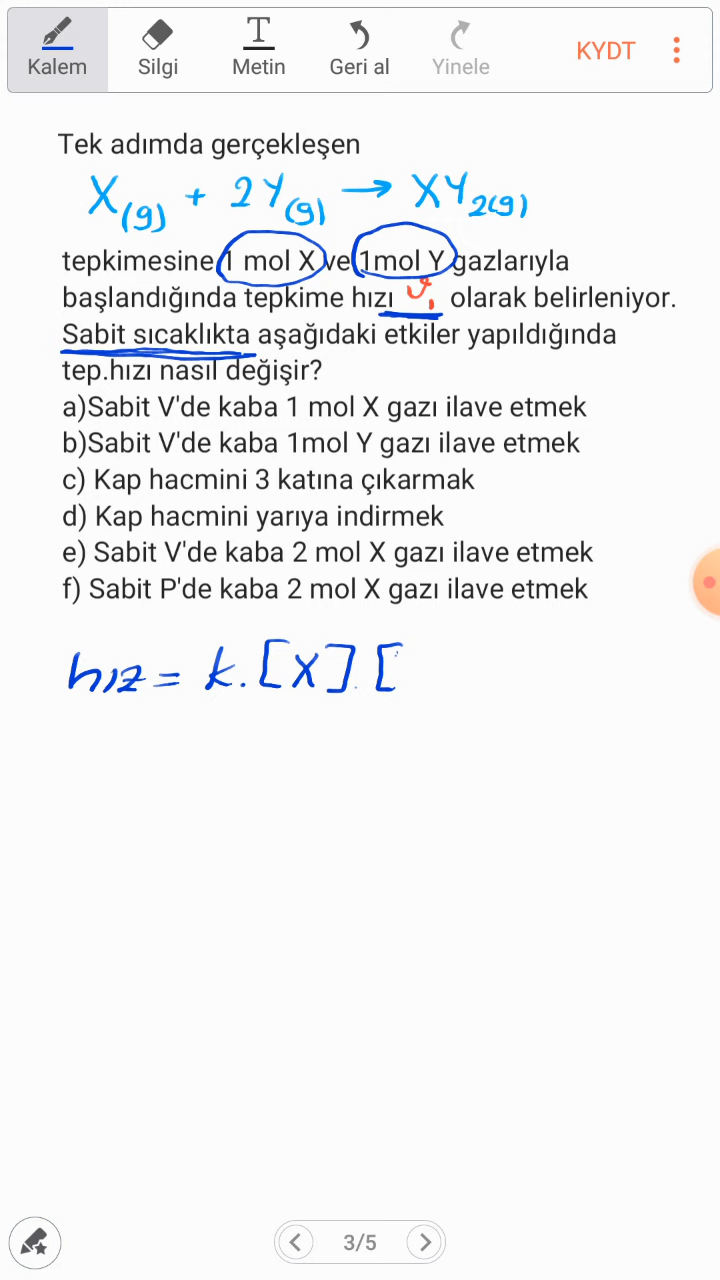 Kalem Silgi Metin Geri al Yinele KYDT
Tek adımda gerçekleşen
X(g) + 2Y(g) → XY2(g)
tepkimesine 1 mol X ve 1mol Y gazlarıyla
başlandığında tepkime hızı ϑ1 olarak belirleniyor.
Sabit sıcaklıkta aşağıdaki etkiler yapıldığında
tep.hızı nasıl değişir?
a)Sabit V'de kaba 1 mol X gazı ilave etmek
b)Sabit V'de kaba 1mol Y gazı ilave etmek
c) Kap hacmini 3 katına çıkarmak
d) Kap hacmini yarıya indirmek
e) Sabit V'de kaba 2 mol X gazı ilave etmek
f) Sabit P'de kaba 2 mol X gazı ilave etmek
hız = k.[X].[
3/5